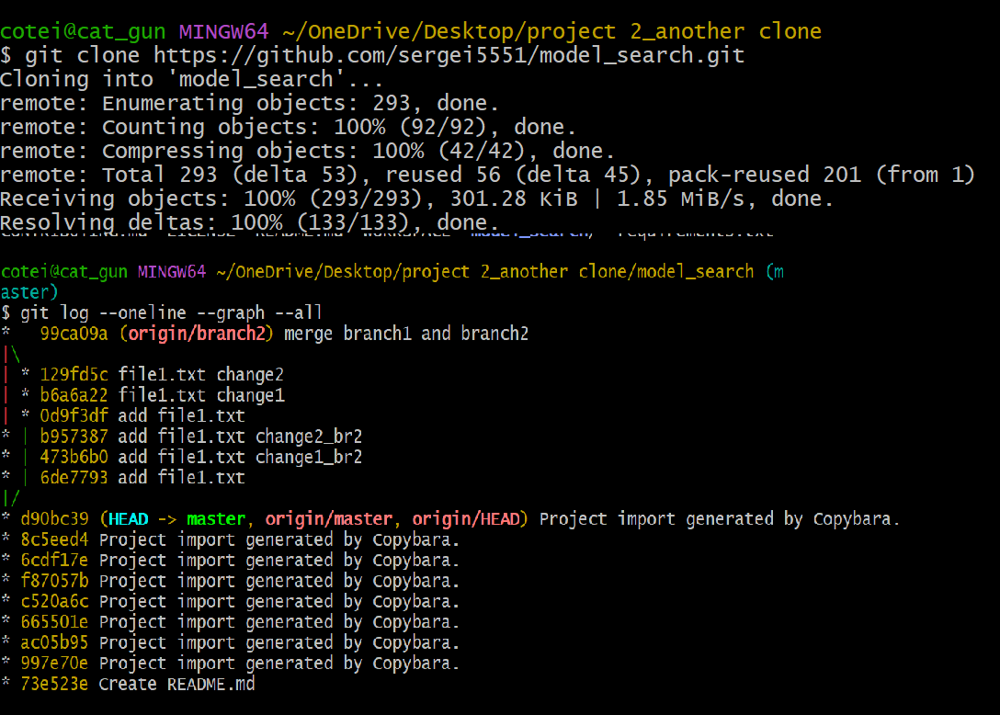 cotei@cat_gun MINGW64 ~/OneDrive/Desktop/project 2_another clone
$ git clone https://github.com/sergei5551/model_search.git
Cloning into 'model_search'...
remote: Enumerating objects: 293, done.
remote: Counting objects: 100% (92/92), done.
remote: Compressing objects: 100% (42/42), done.
remote: Total 293 (delta 53), reused 56 (delta 45), pack-reused 201 (from 1)
Receiving objects: 100% (293/293), 301.28 KiB | 1.85 MiB/s, done.
Resolving deltas: 100% (133/133), done.
CONTRIBUTING.md  LICENSE  README.md  WORKSPACE  model_search/  requirements.txt
cotei@cat_gun MINGW64 ~/OneDrive/Desktop/project 2_another clone/model_search (m
aster)
$ git log --oneline --graph --all
*   99ca09a (origin/branch2) merge branch1 and branch2
|\
| * 129fd5c file1.txt change2
| * b6a6a22 file1.txt change1
| * 0d9f3df add file1.txt
* | b957387 add file1.txt change2_br2
* | 473b6b0 add file1.txt change1_br2
* | 6de7793 add file1.txt
|/
* d90bc39 (HEAD -> master, origin/master, origin/HEAD) Project import generated by Copybara.
* 8c5eed4 Project import generated by Copybara.
* 6cdf17e Project import generated by Copybara.
* f87057b Project import generated by Copybara.
* c520a6c Project import generated by Copybara.
* 665501e Project import generated by Copybara.
* ac05b95 Project import generated by Copybara.
* 997e70e Project import generated by Copybara.
* 73e523e Create README.md